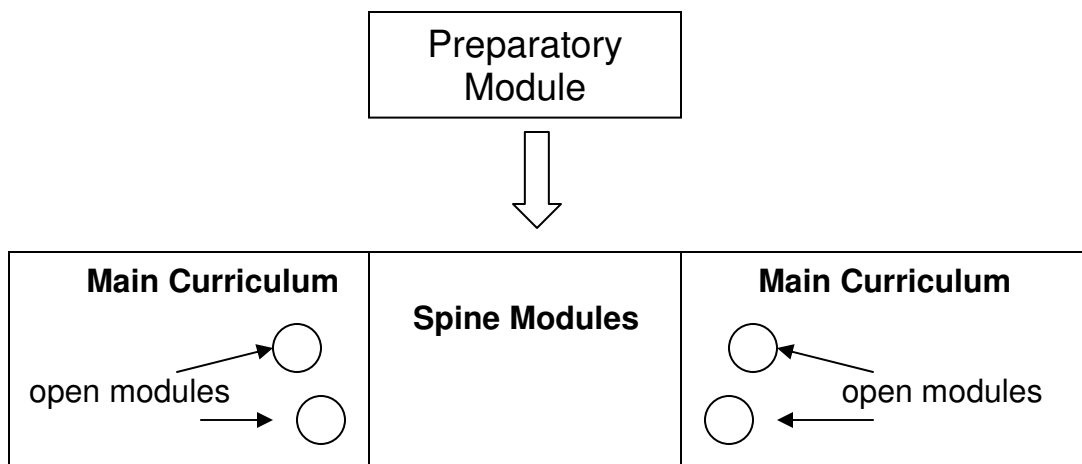 Preparatory
Module
Main Curriculum
Spine Modules
Main Curriculum
open modules
open modules